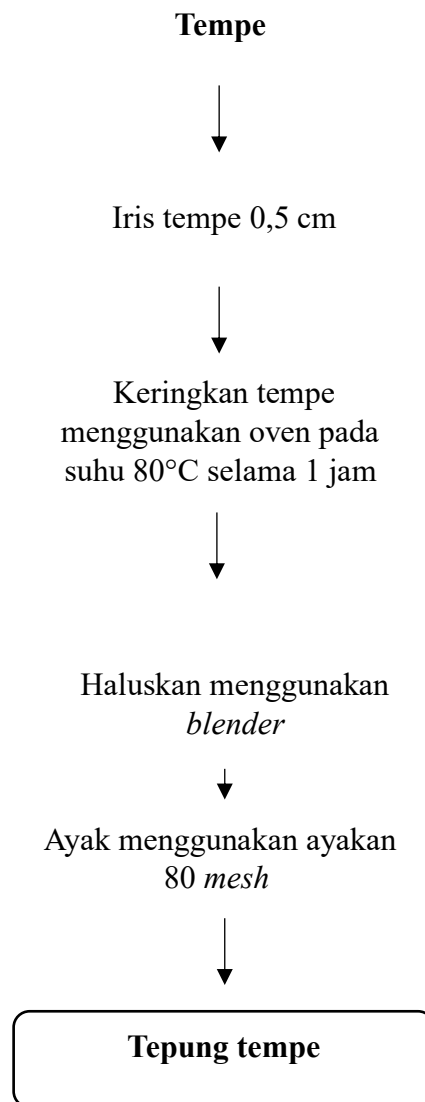 Tempe
Iris tempe 0,5 cm
Keringkan tempe
menggunakan oven pada
suhu 80°C selama 1 jam
Haluskan menggunakan
blender
Ayak menggunakan ayakan
80 mesh
Tepung tempe